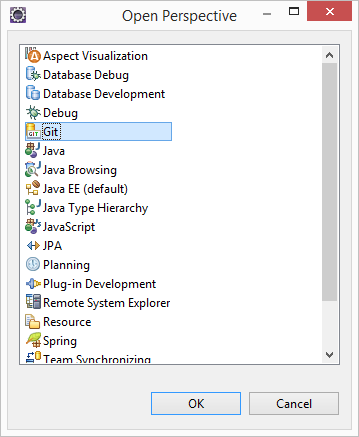 Open Perspective
Aspect Visualization
Database Debug
Database Development
Debug
GIT Git
Java
Java Browsing
Java EE (default)
Java Type Hierarchy
JavaScript
JPA
Planning
Plug-in Development
Remote System Explorer
Resource
Spring
Team Synchronizing
OK Cancel